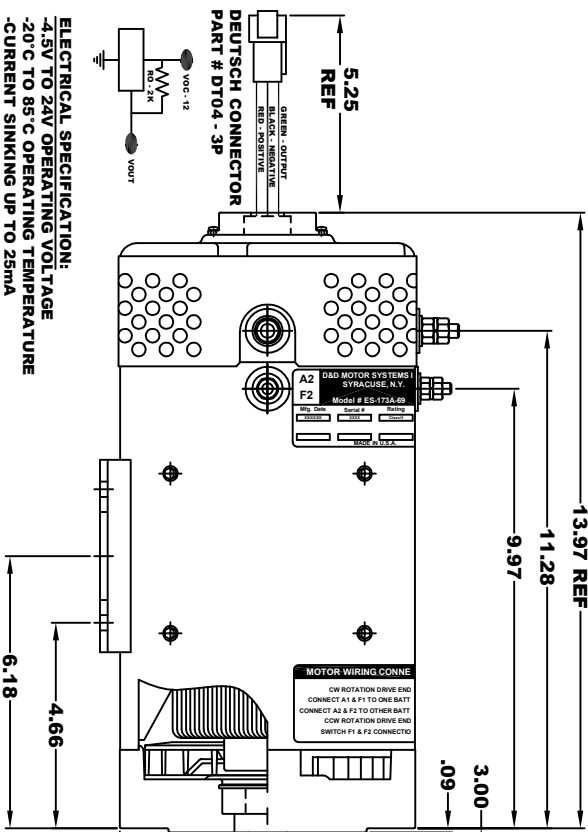 5.25
REF
13.97 REF
11.28
9.97
3.00
.09
DEUTSCH CONNECTOR
PART # DT04 - 3P
GREEN - OUTPUT
BLACK - NEGATIVE
RED - POSITIVE
VOC - 12
RO - 2K
VOUT
ELECTRICAL SPECIFICATION:
-4.5V TO 24V OPERATING VOLTAGE
-20°C TO 85°C OPERATING TEMPERATURE
-CURRENT SINKING UP TO 25mA
A2
F2
D&D MOTOR SYSTEMS I
SYRACUSE, N.Y.
Model # ES-173A-69
Mfg. Date Serial # Rating
XXXXXX XXXX Class H
MADE IN U.S.A.
MOTOR WIRING CONNE
CW ROTATION DRIVE END
CONNECT A1 & F1 TO ONE BATT
CONNECT A2 & F2 TO OTHER BATT
CCW ROTATION DRIVE END
SWITCH F1 & F2 CONNECTIO
4.66
6.18